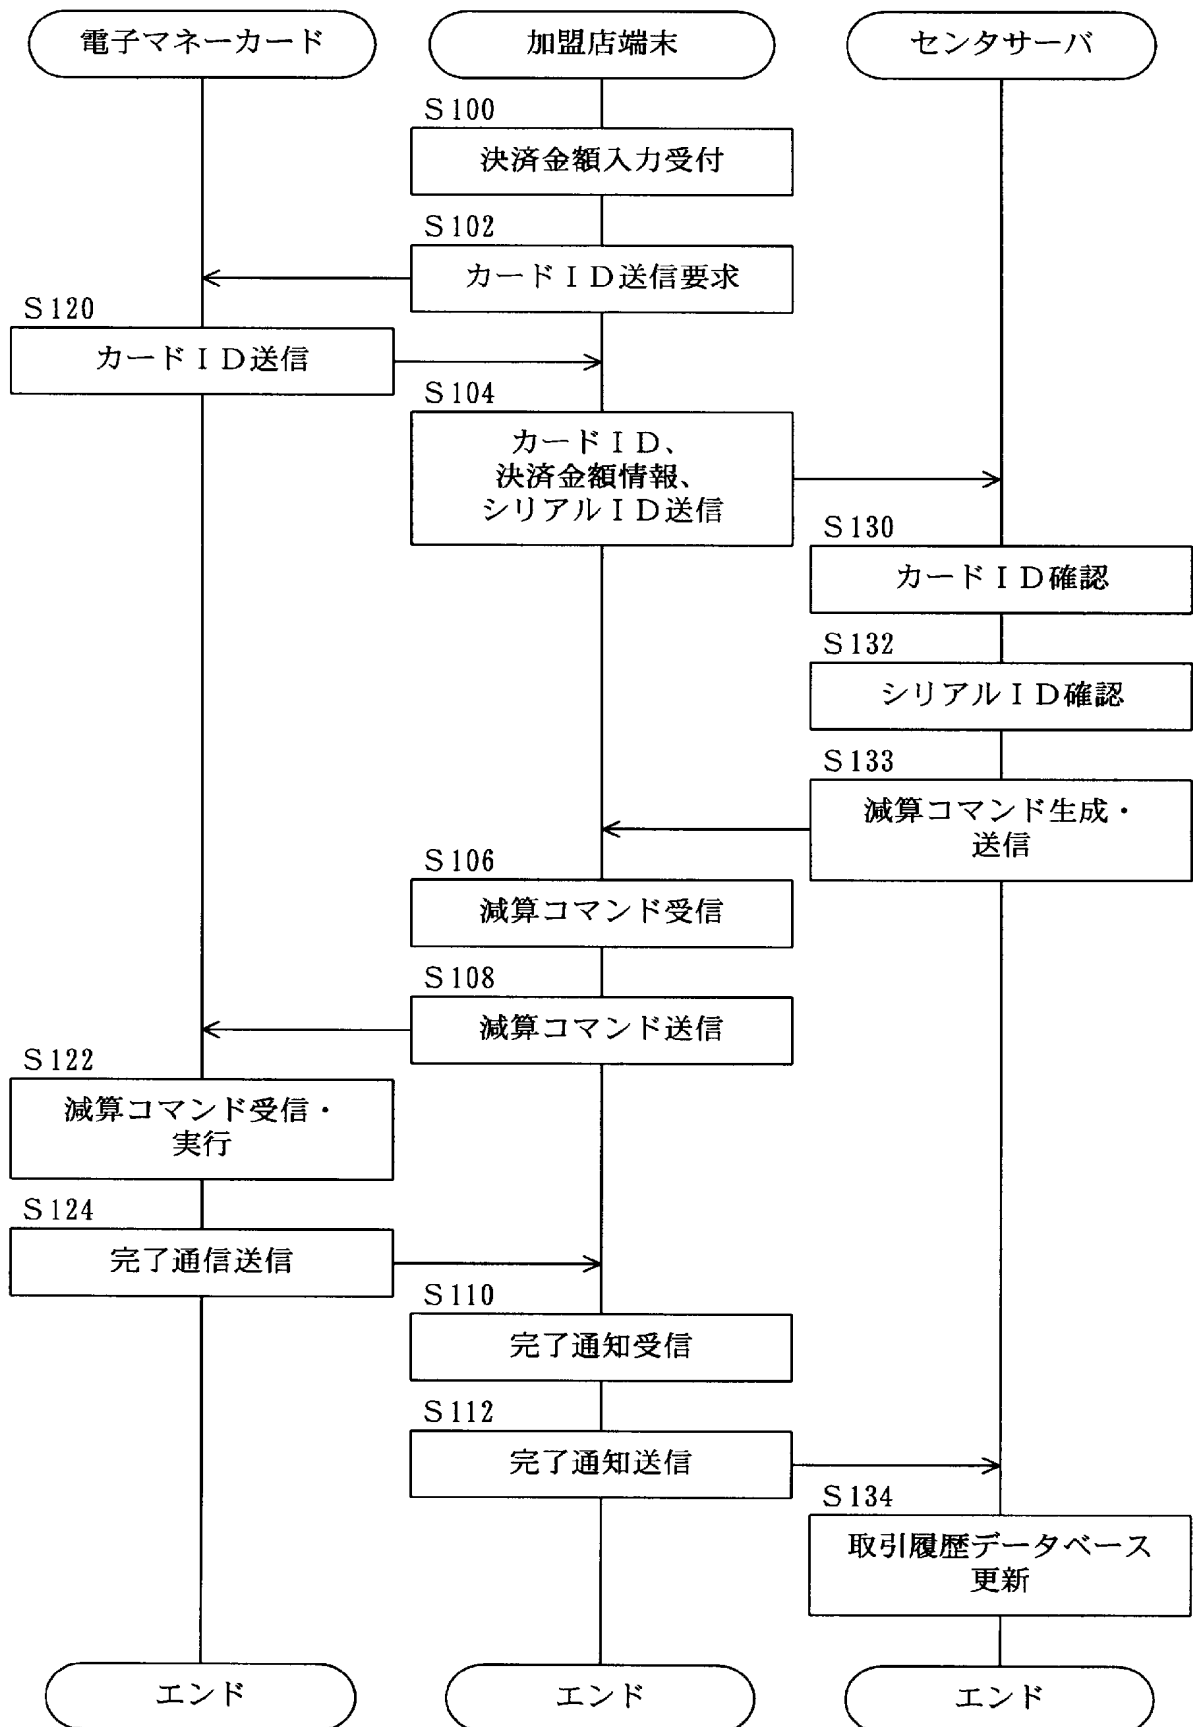 電子マネーカード
加盟店端末
センタサーバ
S100
決済金額入力受付
S102
カードID送信要求
S120
カードID送信
S104
カードID、
決済金額情報、
シリアルID送信
S130
カードID確認
S132
シリアルID確認
S133
減算コマンド生成・
送信
S106
減算コマンド受信
S108
減算コマンド送信
S122
減算コマンド受信・
実行
S124
完了通信送信
S110
完了通知受信
S112
完了通知送信
S134
取引履歴データベース
更新
エンド
エンド
エンド